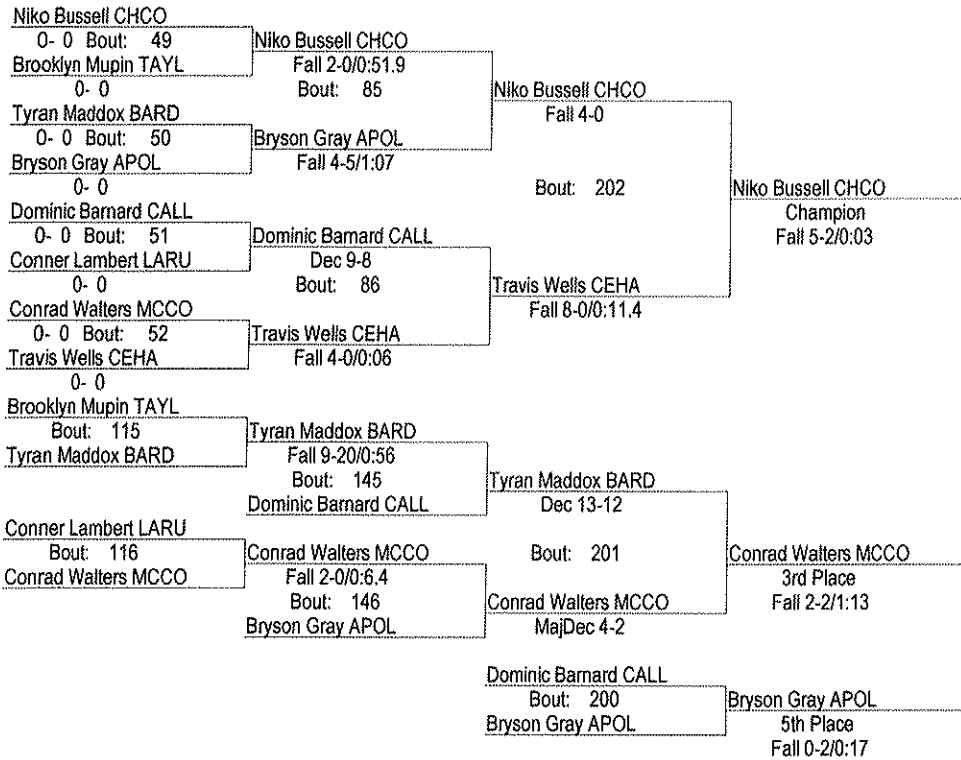 Niko Bussell CHCO
0- 0 Bout: 49
Brooklyn Mupin TAYL
0- 0
Tyran Maddox BARD
0- 0 Bout: 50
Bryson Gray APOL
0- 0
Dominic Barnard CALL
0- 0 Bout: 51
Conner Lambert LARU
0- 0
Conrad Walters MCCO
0- 0 Bout: 52
Travis Wells CEHA
0- 0
Niko Bussell CHCO
Fall 2-0/0:51.9
Bout: 85
Bryson Gray APOL
Fall 4-5/1:07
Dominic Barnard CALL
Dec 9-8
Bout: 86
Travis Wells CEHA
Fall 4-0/0:06
Niko Bussell CHCO
Fall 4-0
Bout: 202
Travis Wells CEHA
Fall 8-0/0:11.4
Niko Bussell CHCO
Champion
Fall 5-2/0:03
Brooklyn Mupin TAYL
Bout: 115
Tyran Maddox BARD
Conner Lambert LARU
Bout: 116
Conrad Walters MCCO
Tyran Maddox BARD
Fall 9-20/0:56
Bout: 145
Dominic Barnard CALL
Conrad Walters MCCO
Fall 2-0/0:6.4
Bout: 146
Bryson Gray APOL
Tyran Maddox BARD
Dec 13-12
Bout: 201
Conrad Walters MCCO
MajDec 4-2
Conrad Walters MCCO
3rd Place
Fall 2-2/1:13
Dominic Barnard CALL
Bout: 200
Bryson Gray APOL
Bryson Gray APOL
5th Place
Fall 0-2/0:17